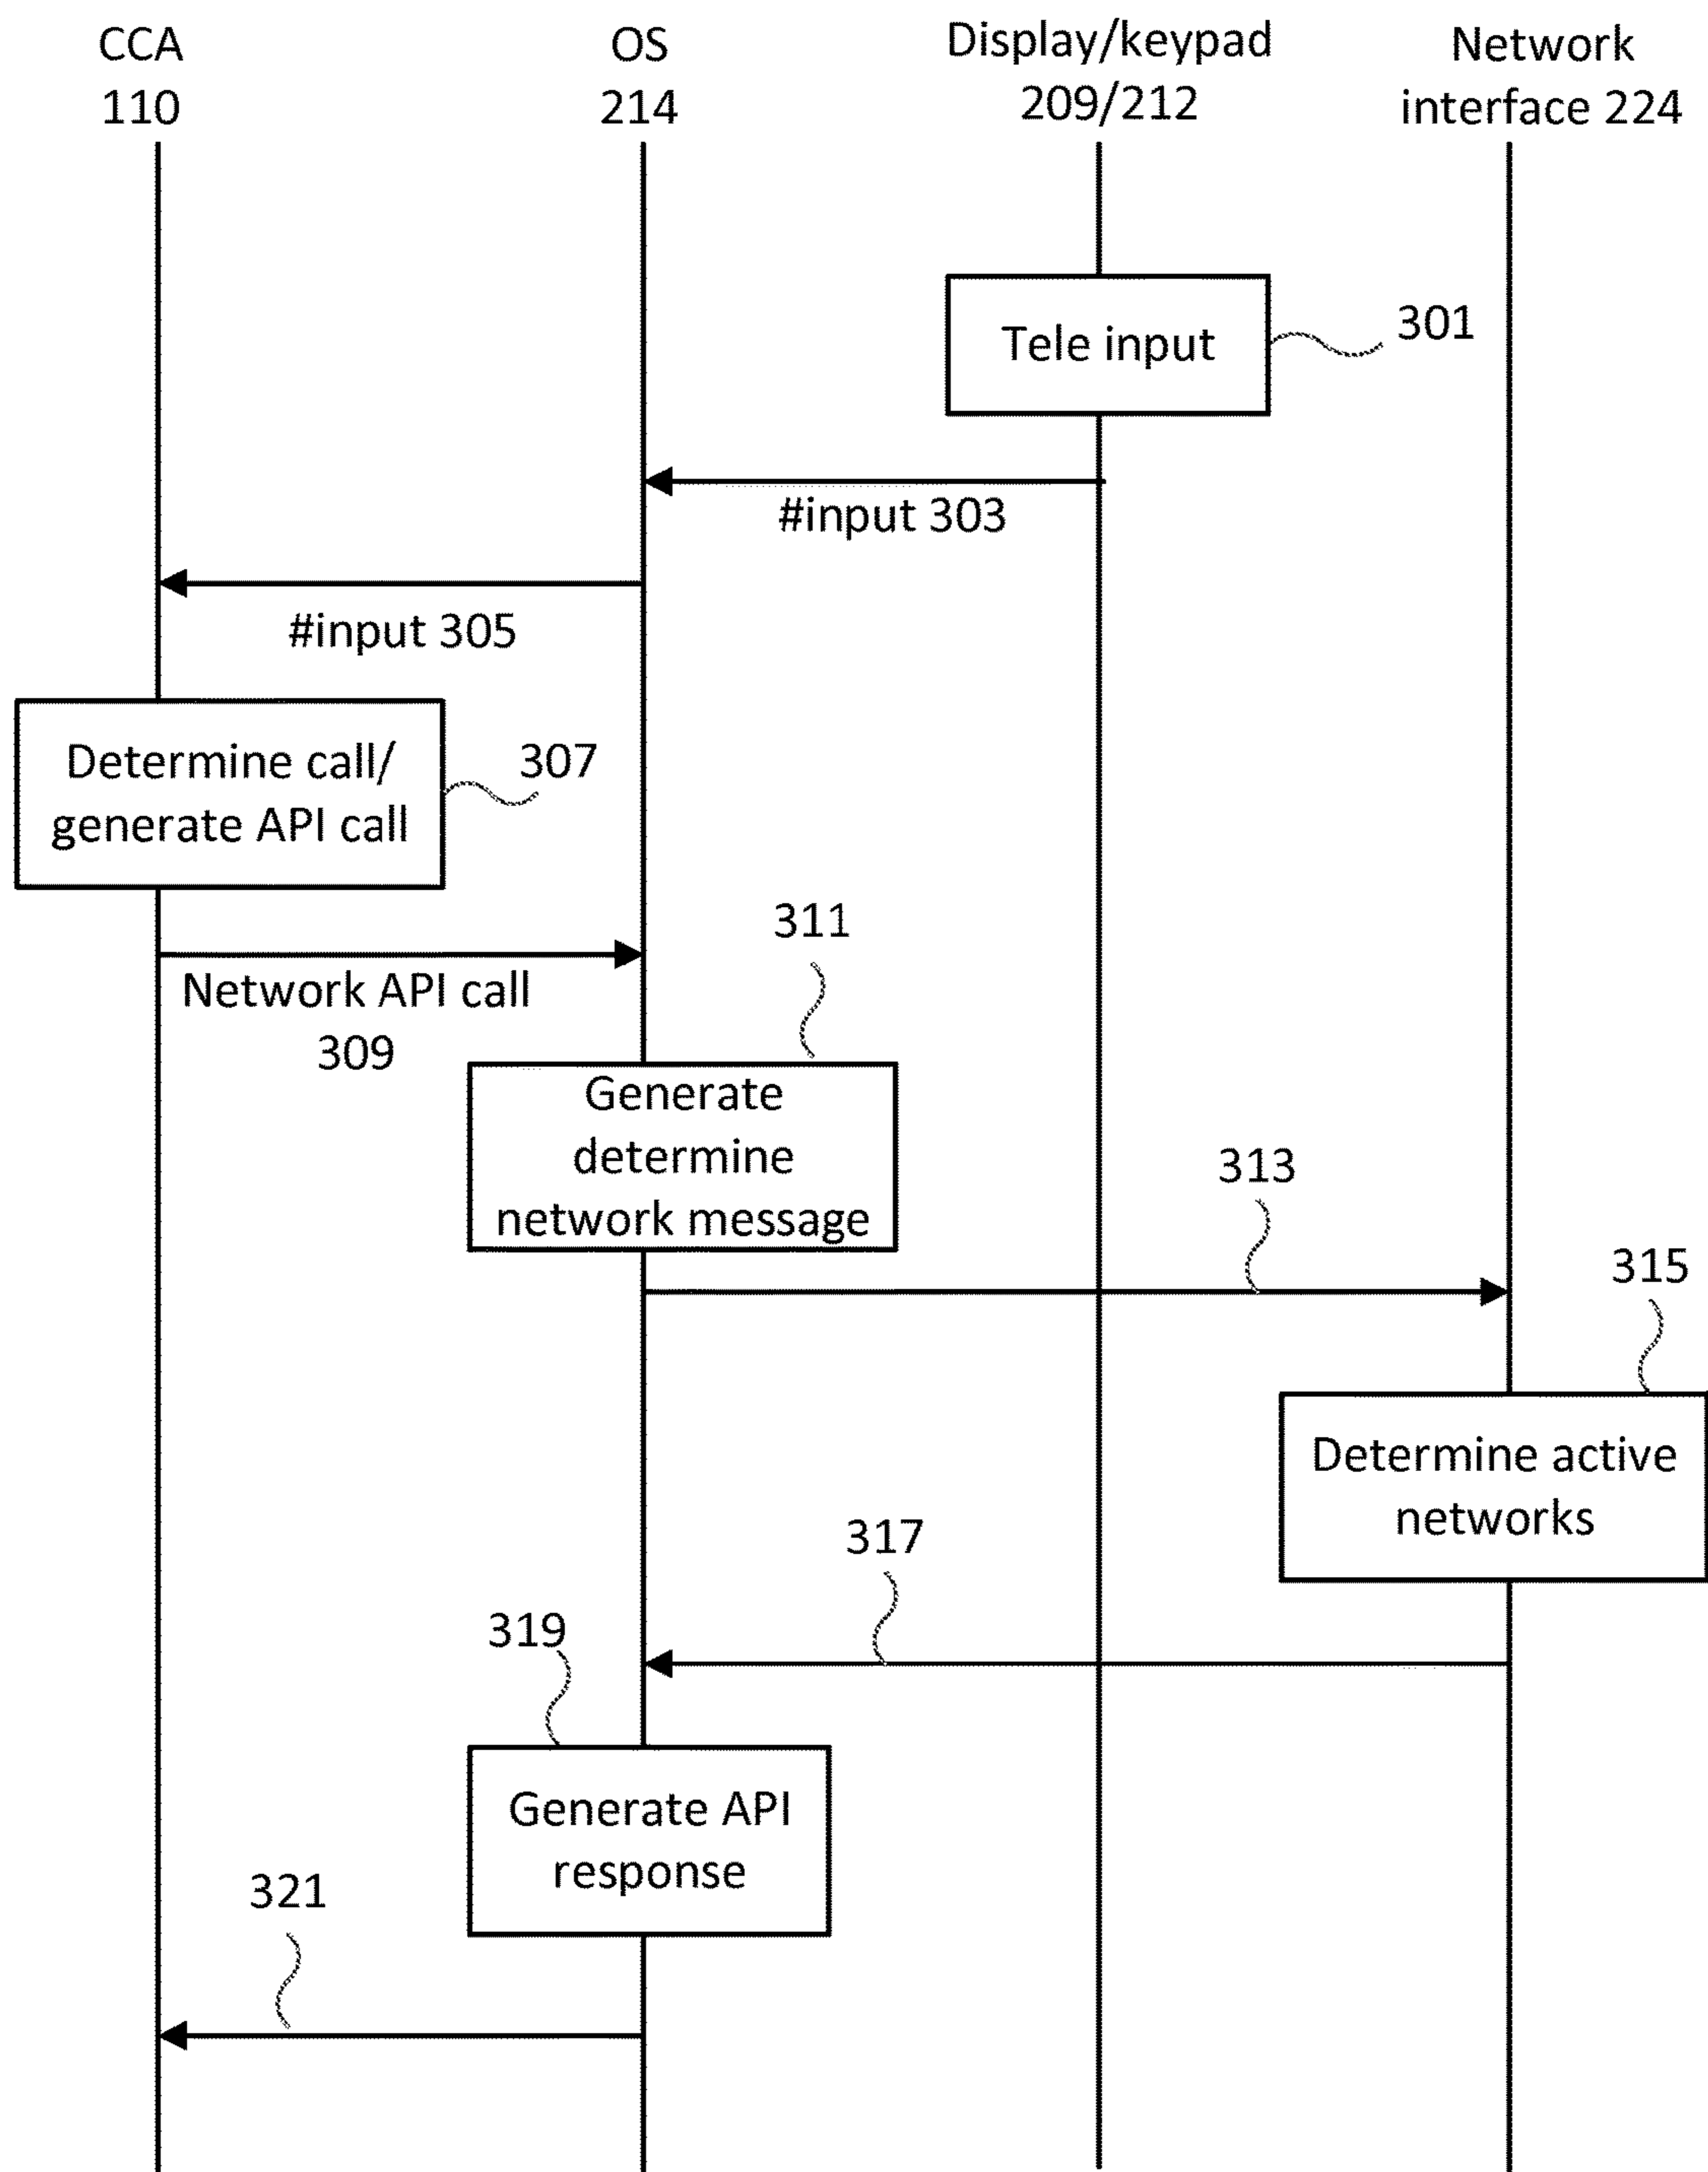 CCA
110
OS
214
Display/keypad
209/212
Network
interface 224
Tele input
301
#input 303
#input 305
Determine call/
generate API call
307
311
Network API call
309
Generate
determine
network message
313
315
Determine active
networks
317
319
Generate API
response
321